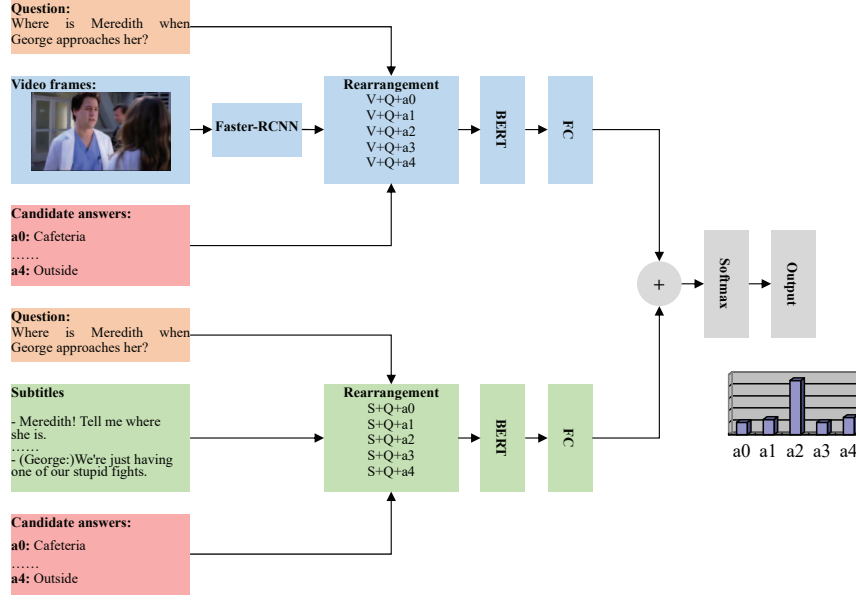 Question:
Where is Meredith when
George approaches her?
Video frames:
Faster-RCNN
Rearrangement
V+Q+a0
V+Q+a1
V+Q+a2
V+Q+a3
V+Q+a4
BERT
FC
Candidate answers:
a0: Cafeteria
......
a4: Outside
+
Softmax
Output
Question:
Where is Meredith when
George approaches her?
Subtitles
- Meredith! Tell me where
she is.
......
- (George:)We're just having
one of our stupid fights.
Rearrangement
S+Q+a0
S+Q+a1
S+Q+a2
S+Q+a3
S+Q+a4
BERT
FC
a0 a1 a2 a3 a4
Candidate answers:
a0: Cafeteria
......
a4: Outside